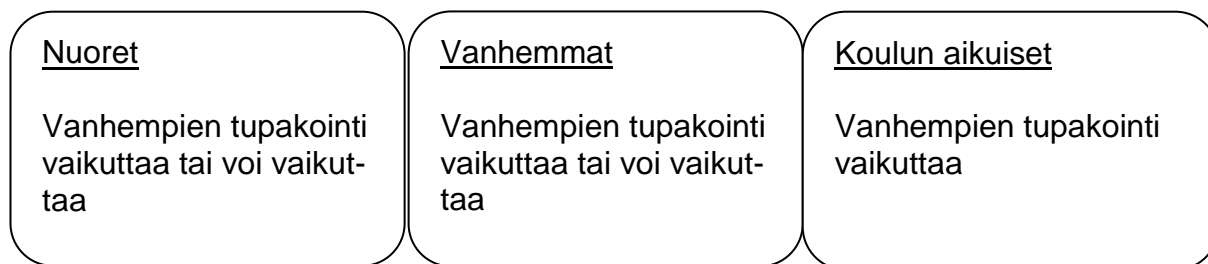 Nuoret
Vanhempien tupakointi
vaikuttaa tai voi vaikut-
taa
Vanhemmat
Vanhempien tupakointi
vaikuttaa tai voi vaikut-
taa
Koulun aikuiset
Vanhempien tupakointi
vaikuttaa